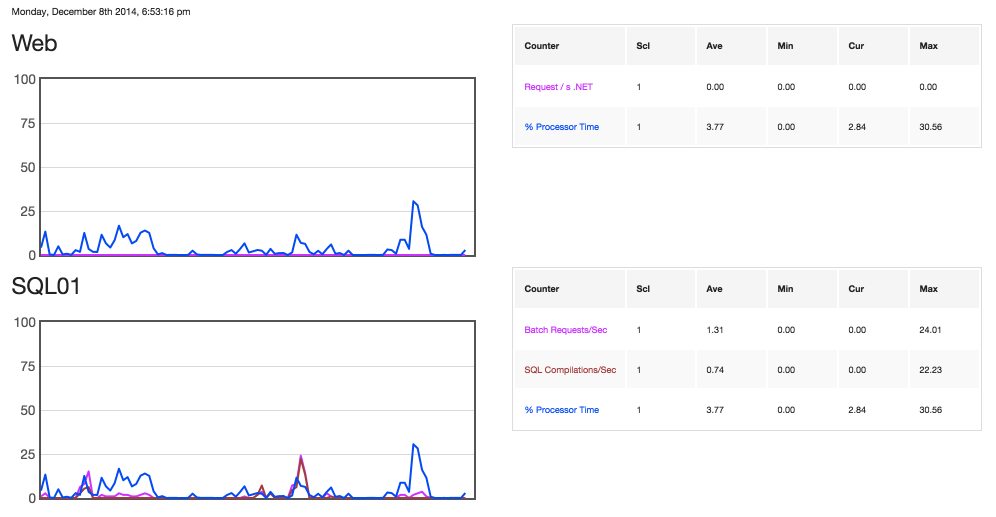 Monday, December 8th 2014, 6:53:16 pm
Web
100
75
50
25
0
Counter Scl Ave Min Cur Max
Request / s .NET 1 0.00 0.00 0.00 0.00
% Processor Time 1 3.77 0.00 2.84 30.56
SQL01
100
75
50
25
0
Counter Scl Ave Min Cur Max
Batch Requests/Sec 1 1.31 0.00 0.00 24.01
SQL Compilations/Sec 1 0.74 0.00 0.00 22.23
% Processor Time 1 3.77 0.00 2.84 30.56